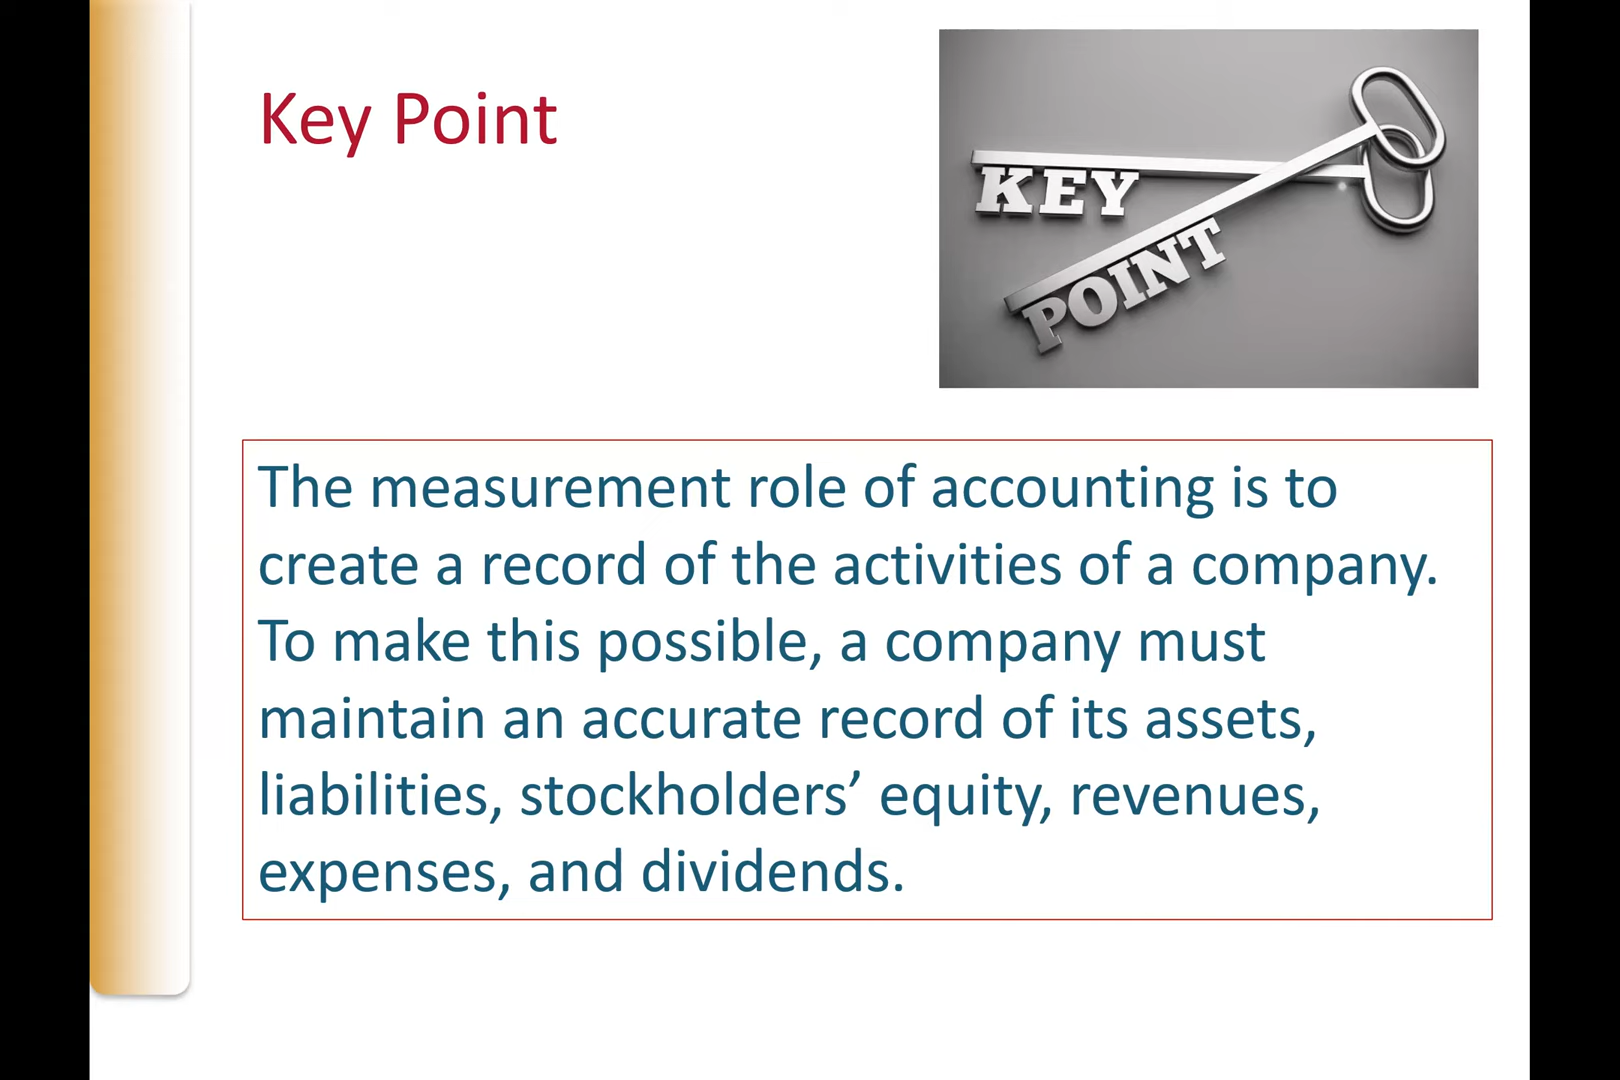 Key Point
KEY
POINT
The measurement role of accounting is to
create a record of the activities of a company.
To make this possible, a company must
maintain an accurate record of its assets,
liabilities, stockholders’ equity, revenues,
expenses, and dividends.